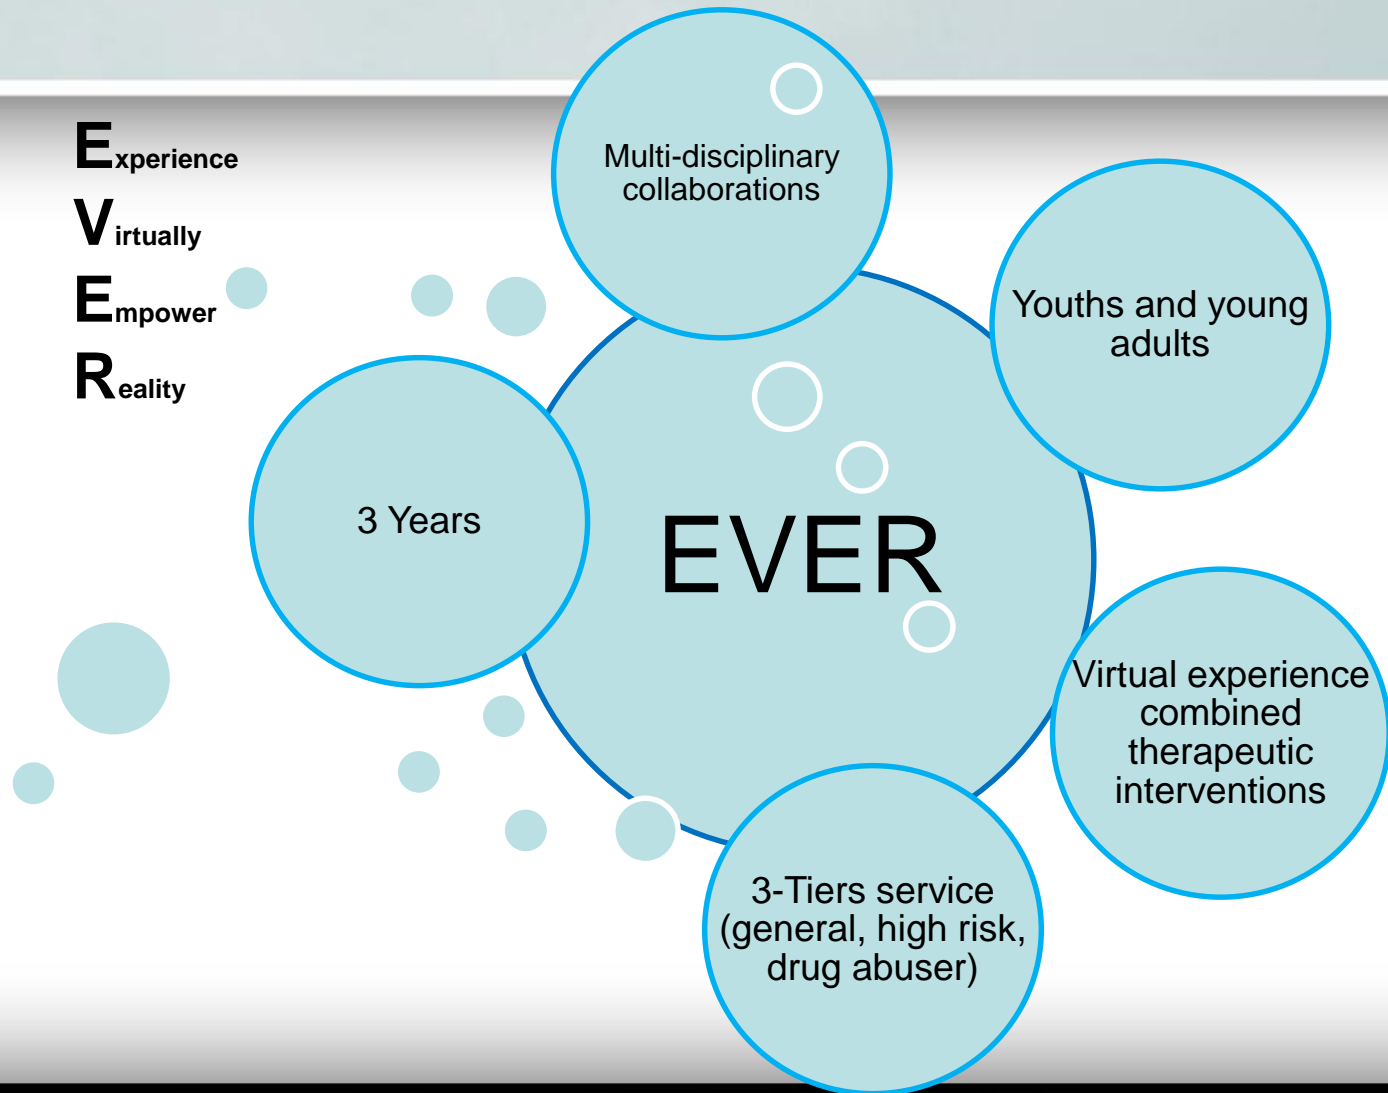 Experience
Virtually
Empower
Reality
Multi-disciplinary
collaborations
Youths and young
adults
3 Years
EVER
Virtual experience
combined
therapeutic
interventions
3-Tiers service
(general, high risk,
drug abuser)